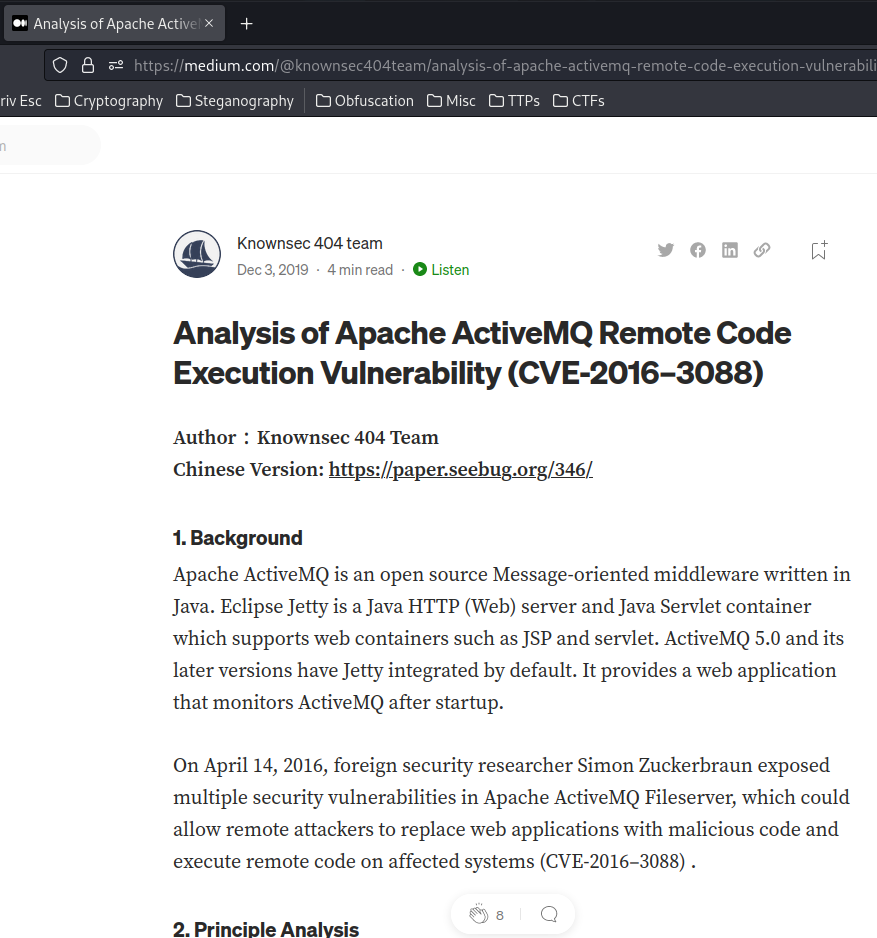 Analysis of Apache Active
https://medium.com/@knownsec404team/analysis-of-apache-activemq-remote-code-execution-vulnerabili
riv Esc Cryptography Steganography Obfuscation Misc TTPs CTFs
Knownsec 404 team
Dec 3, 2019 · 4 min read · Listen
Analysis of Apache ActiveMQ Remote Code
Execution Vulnerability (CVE-2016–3088)
Author：Knownsec 404 Team
Chinese Version: https://paper.seebug.org/346/
1. Background
Apache ActiveMQ is an open source Message-oriented middleware written in
Java. Eclipse Jetty is a Java HTTP (Web) server and Java Servlet container
which supports web containers such as JSP and servlet. ActiveMQ 5.0 and its
later versions have Jetty integrated by default. It provides a web application
that monitors ActiveMQ after startup.
On April 14, 2016, foreign security researcher Simon Zuckerbraun exposed
multiple security vulnerabilities in Apache ActiveMQ Fileserver, which could
allow remote attackers to replace web applications with malicious code and
execute remote code on affected systems (CVE-2016–3088) .
8
2. Principle Analysis